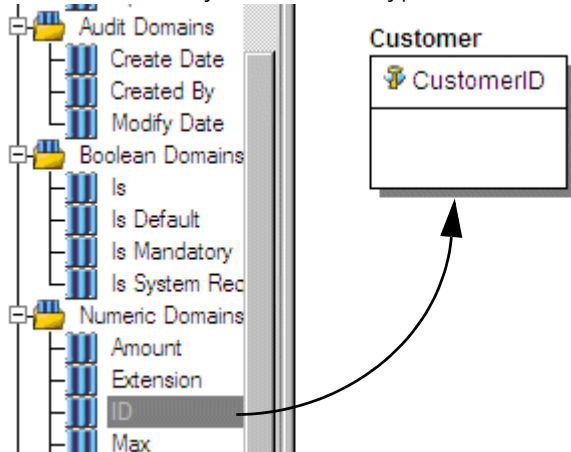 Audit Domains
Create Date
Created By
Modify Date
Boolean Domains
Is
Is Default
Is Mandatory
Is System Rec
Numeric Domains
Amount
Extension
ID
Max
Customer
CustomerID